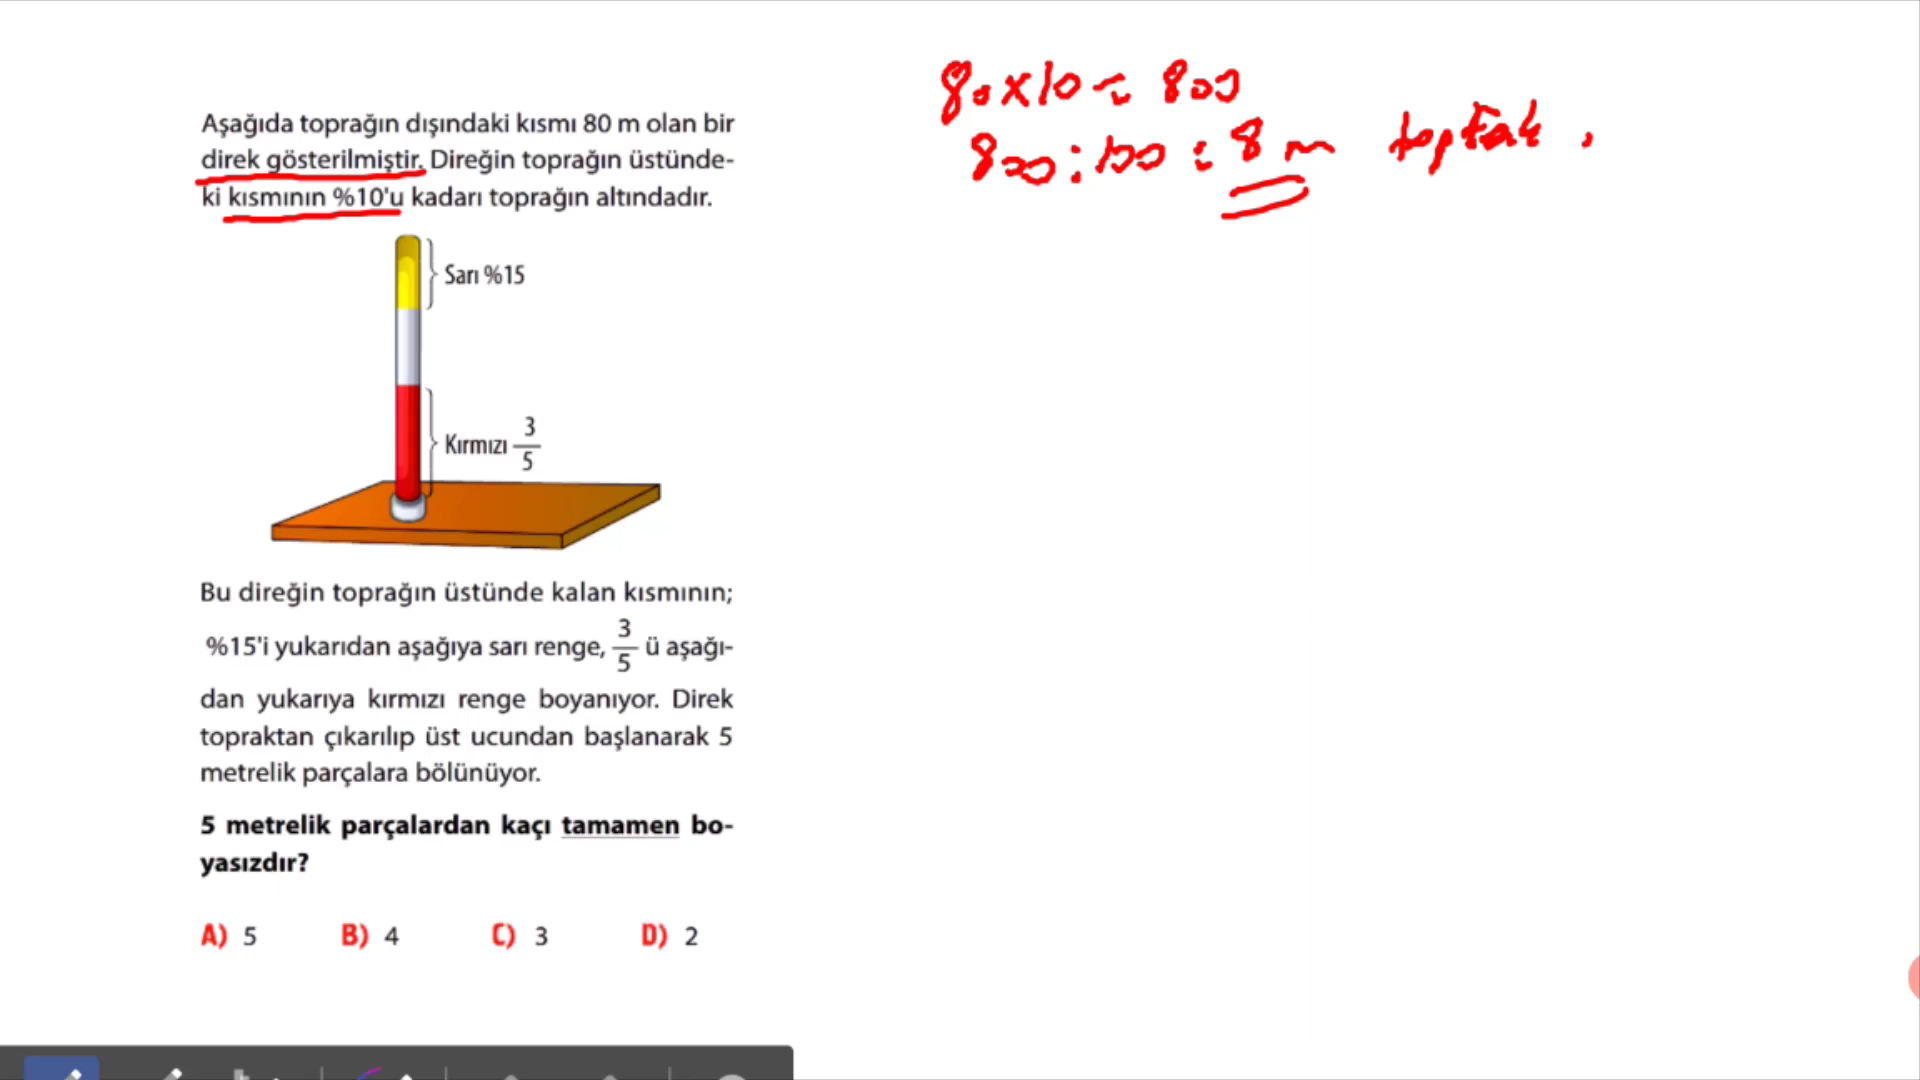 Aşağıda toprağın dışındaki kısmı 80 m olan bir
direk gösterilmiştir. Direğin toprağın üstünde-
ki kısmının %10'u kadarı toprağın altındadır.
Sarı %15
Kırmızı 3/5
Bu direğin toprağın üstünde kalan kısmının;
%15'i yukarıdan aşağıya sarı renge, 3/5 ü aşağı-
dan yukarıya kırmızı renge boyanıyor. Direk
topraktan çıkarılıp üst ucundan başlanarak 5
metrelik parçalara bölünüyor.
5 metrelik parçalardan kaçı tamamen bo-
yasızdır?
A) 5 B) 4 C) 3 D) 2
80x10 = 800
800:100 = 8 m toprak